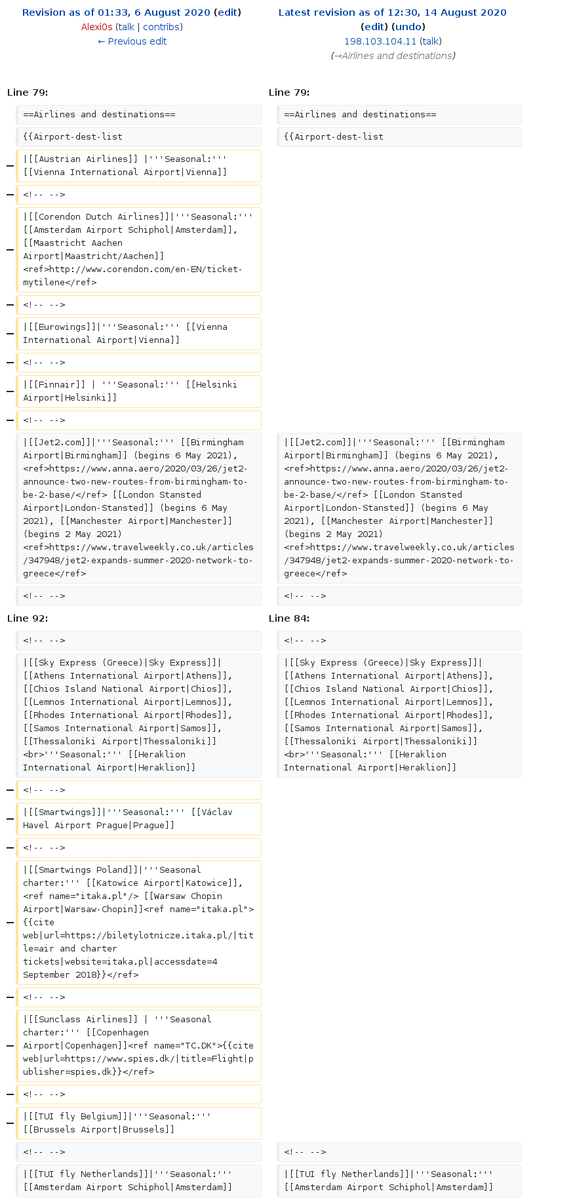 Revision as of 01:33, 6 August 2020 (edit)
Alexi0s (talk | contribs)
← Previous edit
Latest revision as of 12:30, 14 August 2020
(edit) (undo)
198.103.104.11 (talk)
(→Airlines and destinations)
Line 79:
Line 79:
==Airlines and destinations==
==Airlines and destinations==
{{Airport-dest-list
{{Airport-dest-list
− |[[Austrian Airlines]] |'''Seasonal:'''
[[Vienna International Airport|Vienna]]
− <!-- -->
− |[[Corendon Dutch Airlines]]|'''Seasonal:'''
[[Amsterdam Airport Schiphol|Amsterdam]],
[[Maastricht Aachen
Airport|Maastricht/Aachen]]
<ref>http://www.corendon.com/en-EN/ticket-
mytilene</ref>
− <!-- -->
− |[[Eurowings]]|'''Seasonal:''' [[Vienna
International Airport|Vienna]]
− <!-- -->
− |[[Finnair]] | '''Seasonal:''' [[Helsinki
Airport|Helsinki]]
− <!-- -->
|[[Jet2.com]]|'''Seasonal:''' [[Birmingham
Airport|Birmingham]] (begins 6 May 2021),
<ref>https://www.anna.aero/2020/03/26/jet2-
announce-two-new-routes-from-birmingham-to-
be-2-base/</ref> [[London Stansted
Airport|London-Stansted]] (begins 6 May
2021), [[Manchester Airport|Manchester]]
(begins 2 May 2021)
<ref>https://www.travelweekly.co.uk/articles
/347948/jet2-expands-summer-2020-network-to-
greece</ref>
|[[Jet2.com]]|'''Seasonal:''' [[Birmingham
Airport|Birmingham]] (begins 6 May 2021),
<ref>https://www.anna.aero/2020/03/26/jet2-
announce-two-new-routes-from-birmingham-to-
be-2-base/</ref> [[London Stansted
Airport|London-Stansted]] (begins 6 May
2021), [[Manchester Airport|Manchester]]
(begins 2 May 2021)
<ref>https://www.travelweekly.co.uk/articles
/347948/jet2-expands-summer-2020-network-to-
greece</ref>
<!-- -->
<!-- -->
Line 92:
Line 84:
<!-- -->
<!-- -->
|[[Sky Express (Greece)|Sky Express]]|
[[Athens International Airport|Athens]],
[[Chios Island National Airport|Chios]],
[[Lemnos International Airport|Lemnos]],
[[Rhodes International Airport|Rhodes]],
[[Samos International Airport|Samos]],
[[Thessaloniki Airport|Thessaloniki]]
<br>'''Seasonal:''' [[Heraklion
International Airport|Heraklion]]
|[[Sky Express (Greece)|Sky Express]]|
[[Athens International Airport|Athens]],
[[Chios Island National Airport|Chios]],
[[Lemnos International Airport|Lemnos]],
[[Rhodes International Airport|Rhodes]],
[[Samos International Airport|Samos]],
[[Thessaloniki Airport|Thessaloniki]]
<br>'''Seasonal:''' [[Heraklion
International Airport|Heraklion]]
− <!-- -->
− |[[Smartwings]]|'''Seasonal:''' [[Václav
Havel Airport Prague|Prague]]
− <!-- -->
− |[[Smartwings Poland]]|'''Seasonal
charter:''' [[Katowice Airport|Katowice]],
<ref name="itaka.pl"/> [[Warsaw Chopin
Airport|Warsaw-Chopin]]<ref name="itaka.pl">
{{cite
web|url=https://biletylotnicze.itaka.pl/|tit
le=air and charter
tickets|website=itaka.pl|accessdate=4
September 2018}}</ref>
− <!-- -->
− |[[Sunclass Airlines]] | '''Seasonal
charter:''' [[Copenhagen
Airport|Copenhagen]]<ref name="TC.DK">{{cite
web|url=https://www.spies.dk/|title=Flight|p
ublisher=spies.dk}}</ref>
− <!-- -->
− |[[TUI fly Belgium]]|'''Seasonal:'''
[[Brussels Airport|Brussels]]
<!-- -->
<!-- -->
|[[TUI fly Netherlands]]|'''Seasonal:'''
[[Amsterdam Airport Schiphol|Amsterdam]]
|[[TUI fly Netherlands]]|'''Seasonal:'''
[[Amsterdam Airport Schiphol|Amsterdam]]